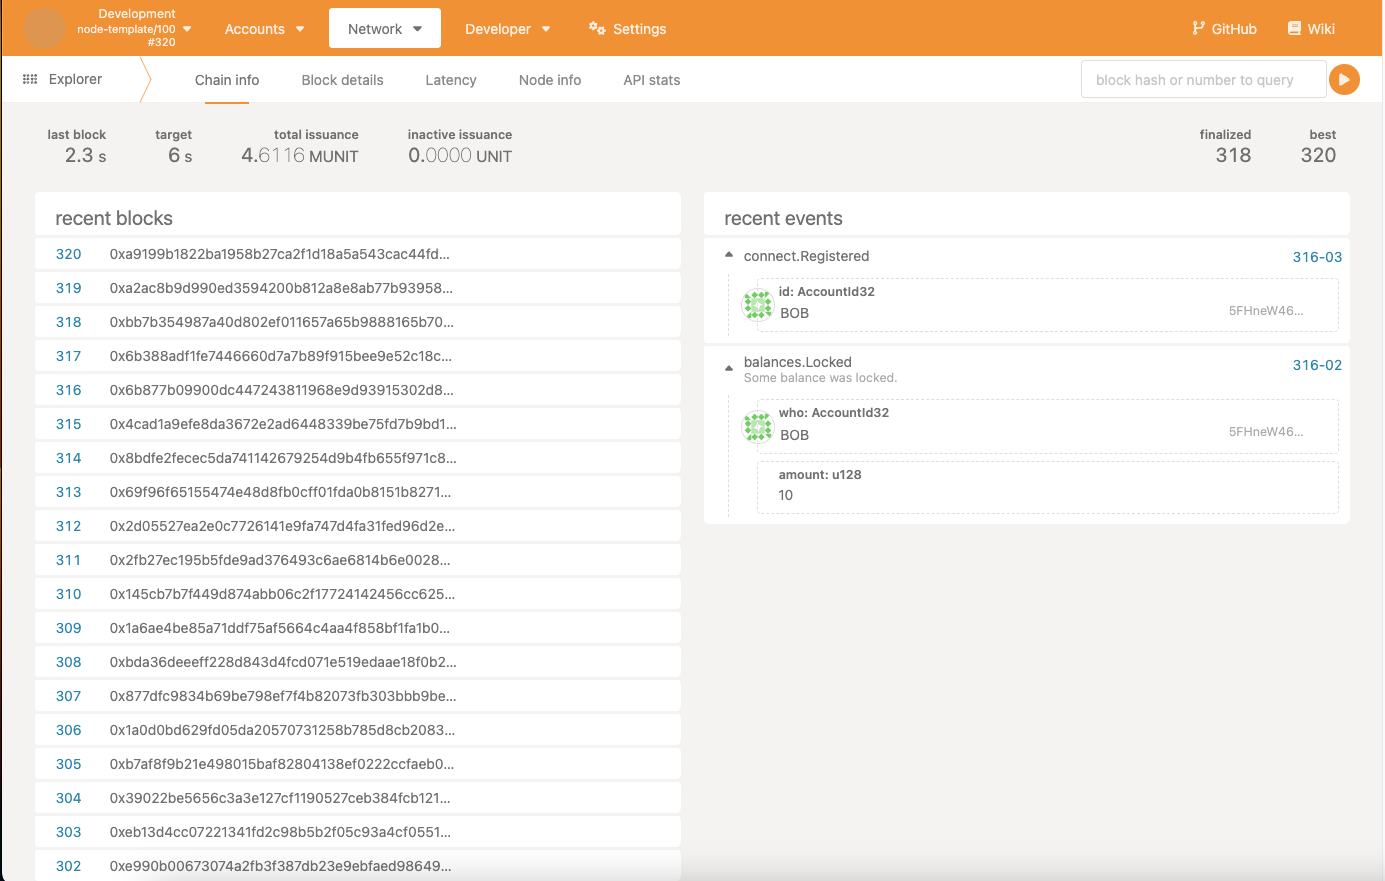 Development
node-template/100
#320
Accounts
Network
Developer
Settings
GitHub
Wiki
Explorer
Chain info
Block details
Latency
Node info
API stats
block hash or number to query
last block
2.3 s
target
6 s
total issuance
4.6116 MUNIT
inactive issuance
0.0000 UNIT
finalized
318
best
320
recent blocks
320 0xa9199b1822ba1958b27ca2f1d18a5a543cac44fd...
319 0xa2ac8b9d990ed3594200b812a8e8ab77b93958...
318 0xbb7b354987a40d802ef011657a65b9888165b70...
317 0x6b388adf1fe7446660d7a7b89f915bee9e52c18c...
316 0x6b877b09900dc447243811968e9d93915302d8...
315 0x4cad1a9efe8da3672e2ad6448339be75fd7b9bd1...
314 0x8bdfe2fecec5da741142679254d9b4fb655f971c8...
313 0x69f96f65155474e48d8fb0cff01fda0b8151b8271...
312 0x2d05527ea2e0c7726141e9fa747d4fa31fed96d2e...
311 0x2fb27ec195b5fde9ad376493c6ae6814b6e0028...
310 0x145cb7b7f449d874abb06c2f17724142456cc625...
309 0x1a6ae4be85a71ddf75af5664c4aa4f858bf1fa1b0...
308 0xbda36deeeff228d843d4fcd071e519edaae18f0b2...
307 0x877dfc9834b69be798ef7f4b82073fb303bbb9be...
306 0x1a0d0bd629fd05da20570731258b785d8cb2083...
305 0xb7af8f9b21e498015baf82804138ef0222ccfaeb0...
304 0x39022be5656c3a3e127cf1190527ceb384fcb121...
303 0xeb13d4cc07221341fd2c98b5b2f05c93a4cf0551...
302 0xe990b00673074a2fb3f387db23e9ebfaed98649...
recent events
connect.Registered 316-03
id: AccountId32
BOB 5FHneW46...
balances.Locked 316-02
Some balance was locked.
who: AccountId32
BOB 5FHneW46...
amount: u128
10